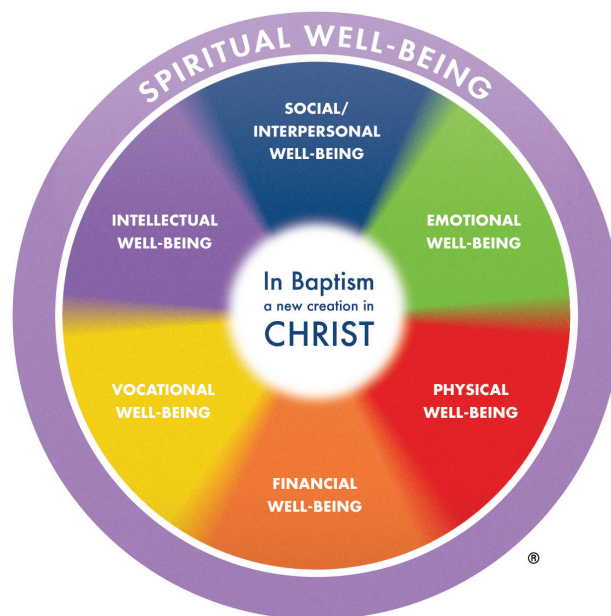 SPIRITUAL WELL-BEING
SOCIAL/
INTERPERSONAL
WELL-BEING
INTELLECTUAL
WELL-BEING
EMOTIONAL
WELL-BEING
In Baptism
a new creation in
CHRIST
VOCATIONAL
WELL-BEING
PHYSICAL
WELL-BEING
FINANCIAL
WELL-BEING
®